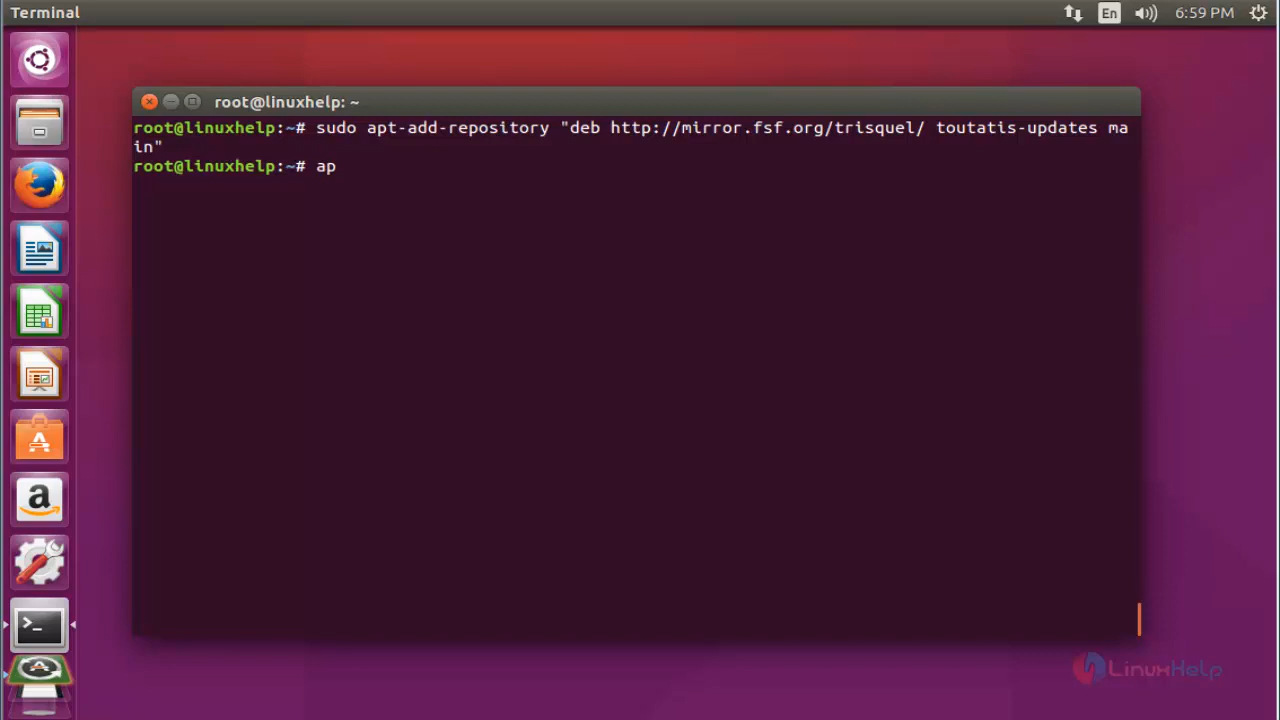 Terminal
En
6:59 PM
root@linuxhelp: ~
root@linuxhelp:~# sudo apt-add-repository "deb http://mirror.fsf.org/trisquel/ toutatis-updates ma
in"
root@linuxhelp:~# ap
a
>_
LinuxHelp